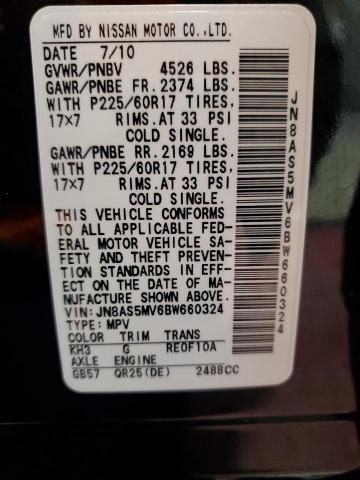 MFD BY NISSAN MOTOR CO.,LTD.
DATE 7/10
GVWR/PNBV 4526 LBS.
GAWR/PNBE FR. 2374 LBS.
WITH P225/60R17 TIRES,
17×7 RIMS.AT 33 PSI
COLD SINGLE.
GAWR/PNBE RR. 2169 LBS.
WITH P225/60R17 TIRES,
17×7 RIMS.AT 33 PSI
COLD SINGLE.
THIS VEHICLE CONFORMS
TO ALL APPLICABLE FED-
ERAL MOTOR VEHICLE SA-
FETY AND THEFT PREVEN-
TION STANDARDS IN EFF-
ECT ON THE DATE OF MA-
NUFACTURE SHOWN ABOVE.
VIN: JN8AS5MV6BW660324
TYPE: MPV
COLOR TRIM TRANS
KH3 G RE0F10A
AXLE ENGINE
GB57 QR25(DE) 2488CC
JN8AS5MV6BW660324